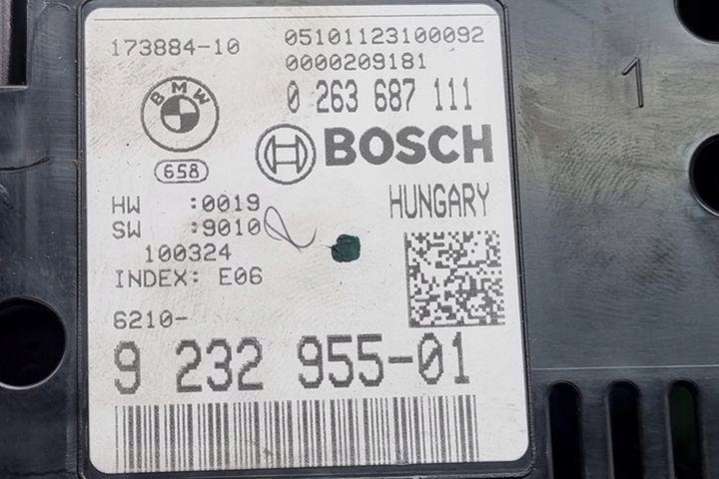 173884-10 05101123100092
0000209181
0 263 687 111
BMW
BOSCH
658
HW :0019
HUNGARY
SW :9010
100324
INDEX: E06
6210-
9 232 955-01
1